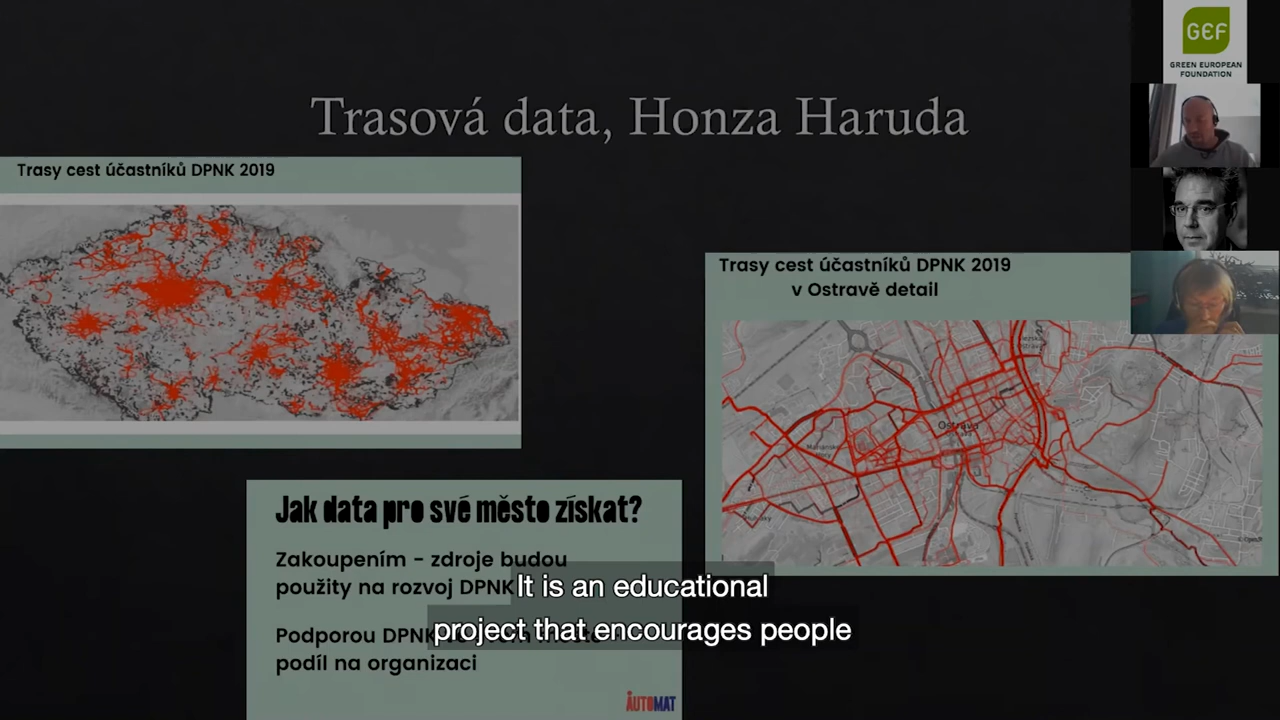 GEF
GREEN EUROPEAN
FOUNDATION
Trasová data, Honza Haruda
Trasy cest účastníků DPNK 2019
Trasy cest účastníků DPNK 2019
v Ostravě detail
Ostrava
Jak data pro své město získat?
Zakoupením - zdroje budou
použity na rozvoj DPNK
Podporou DPNK
podíl na organizaci
It is an educational
project that encourages people
AUTOMAT